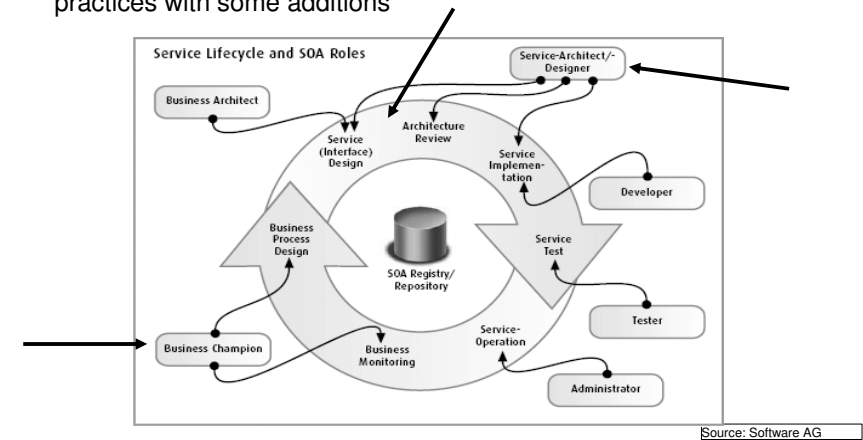 practices with some additions
Service Lifecycle and SOA Roles
Service-Architect/-
Designer
Business Architect
Service
(Interface)
Design
Architecture
Review
Service
Implemen-
tation
Developer
Business
Process
Design
Service
Test
SOA Registry/
Repository
Tester
Business Champion
Business
Monitoring
Service-
Operation
Administrator
Source: Software AG